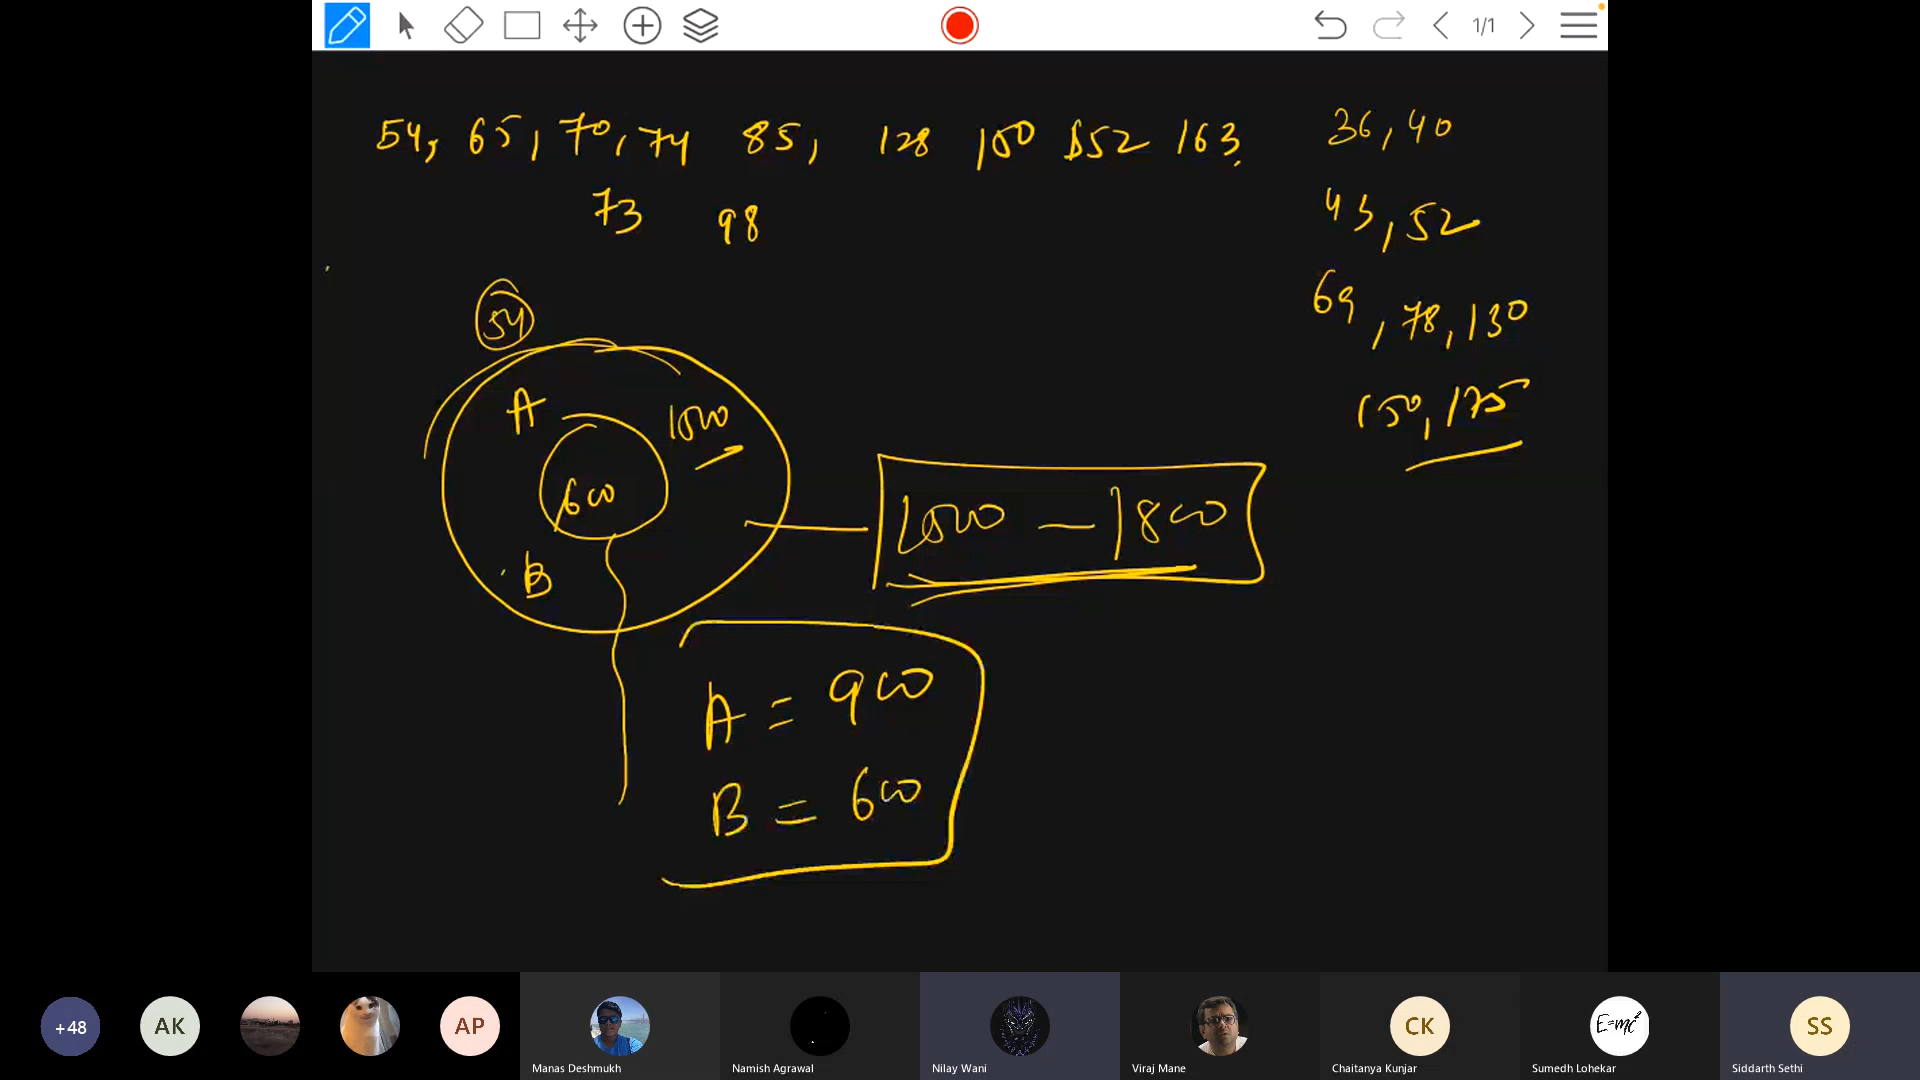 1/1
54, 65, 70, 74 85, 128 150 152 163.
73 98
36, 40
43, 52
69, 78, 130
150, 175
54
A 1500
600
B
1500 - 1800
A = 900
B = 600
+48 AK AP CK E=mc² SS
Manas Deshmukh Namish Agrawal Nilay Wani Viraj Mane Chaitanya Kunjar Sumedh Lohekar Siddarth Sethi